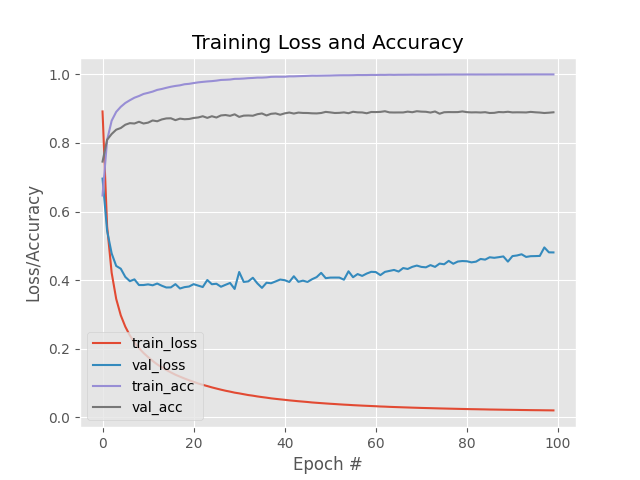 Training Loss and Accuracy
Loss/Accuracy
1.0
0.8
0.6
0.4
0.2
0.0
train_loss
val_loss
train_acc
val_acc
0 20 40 60 80 100
Epoch #